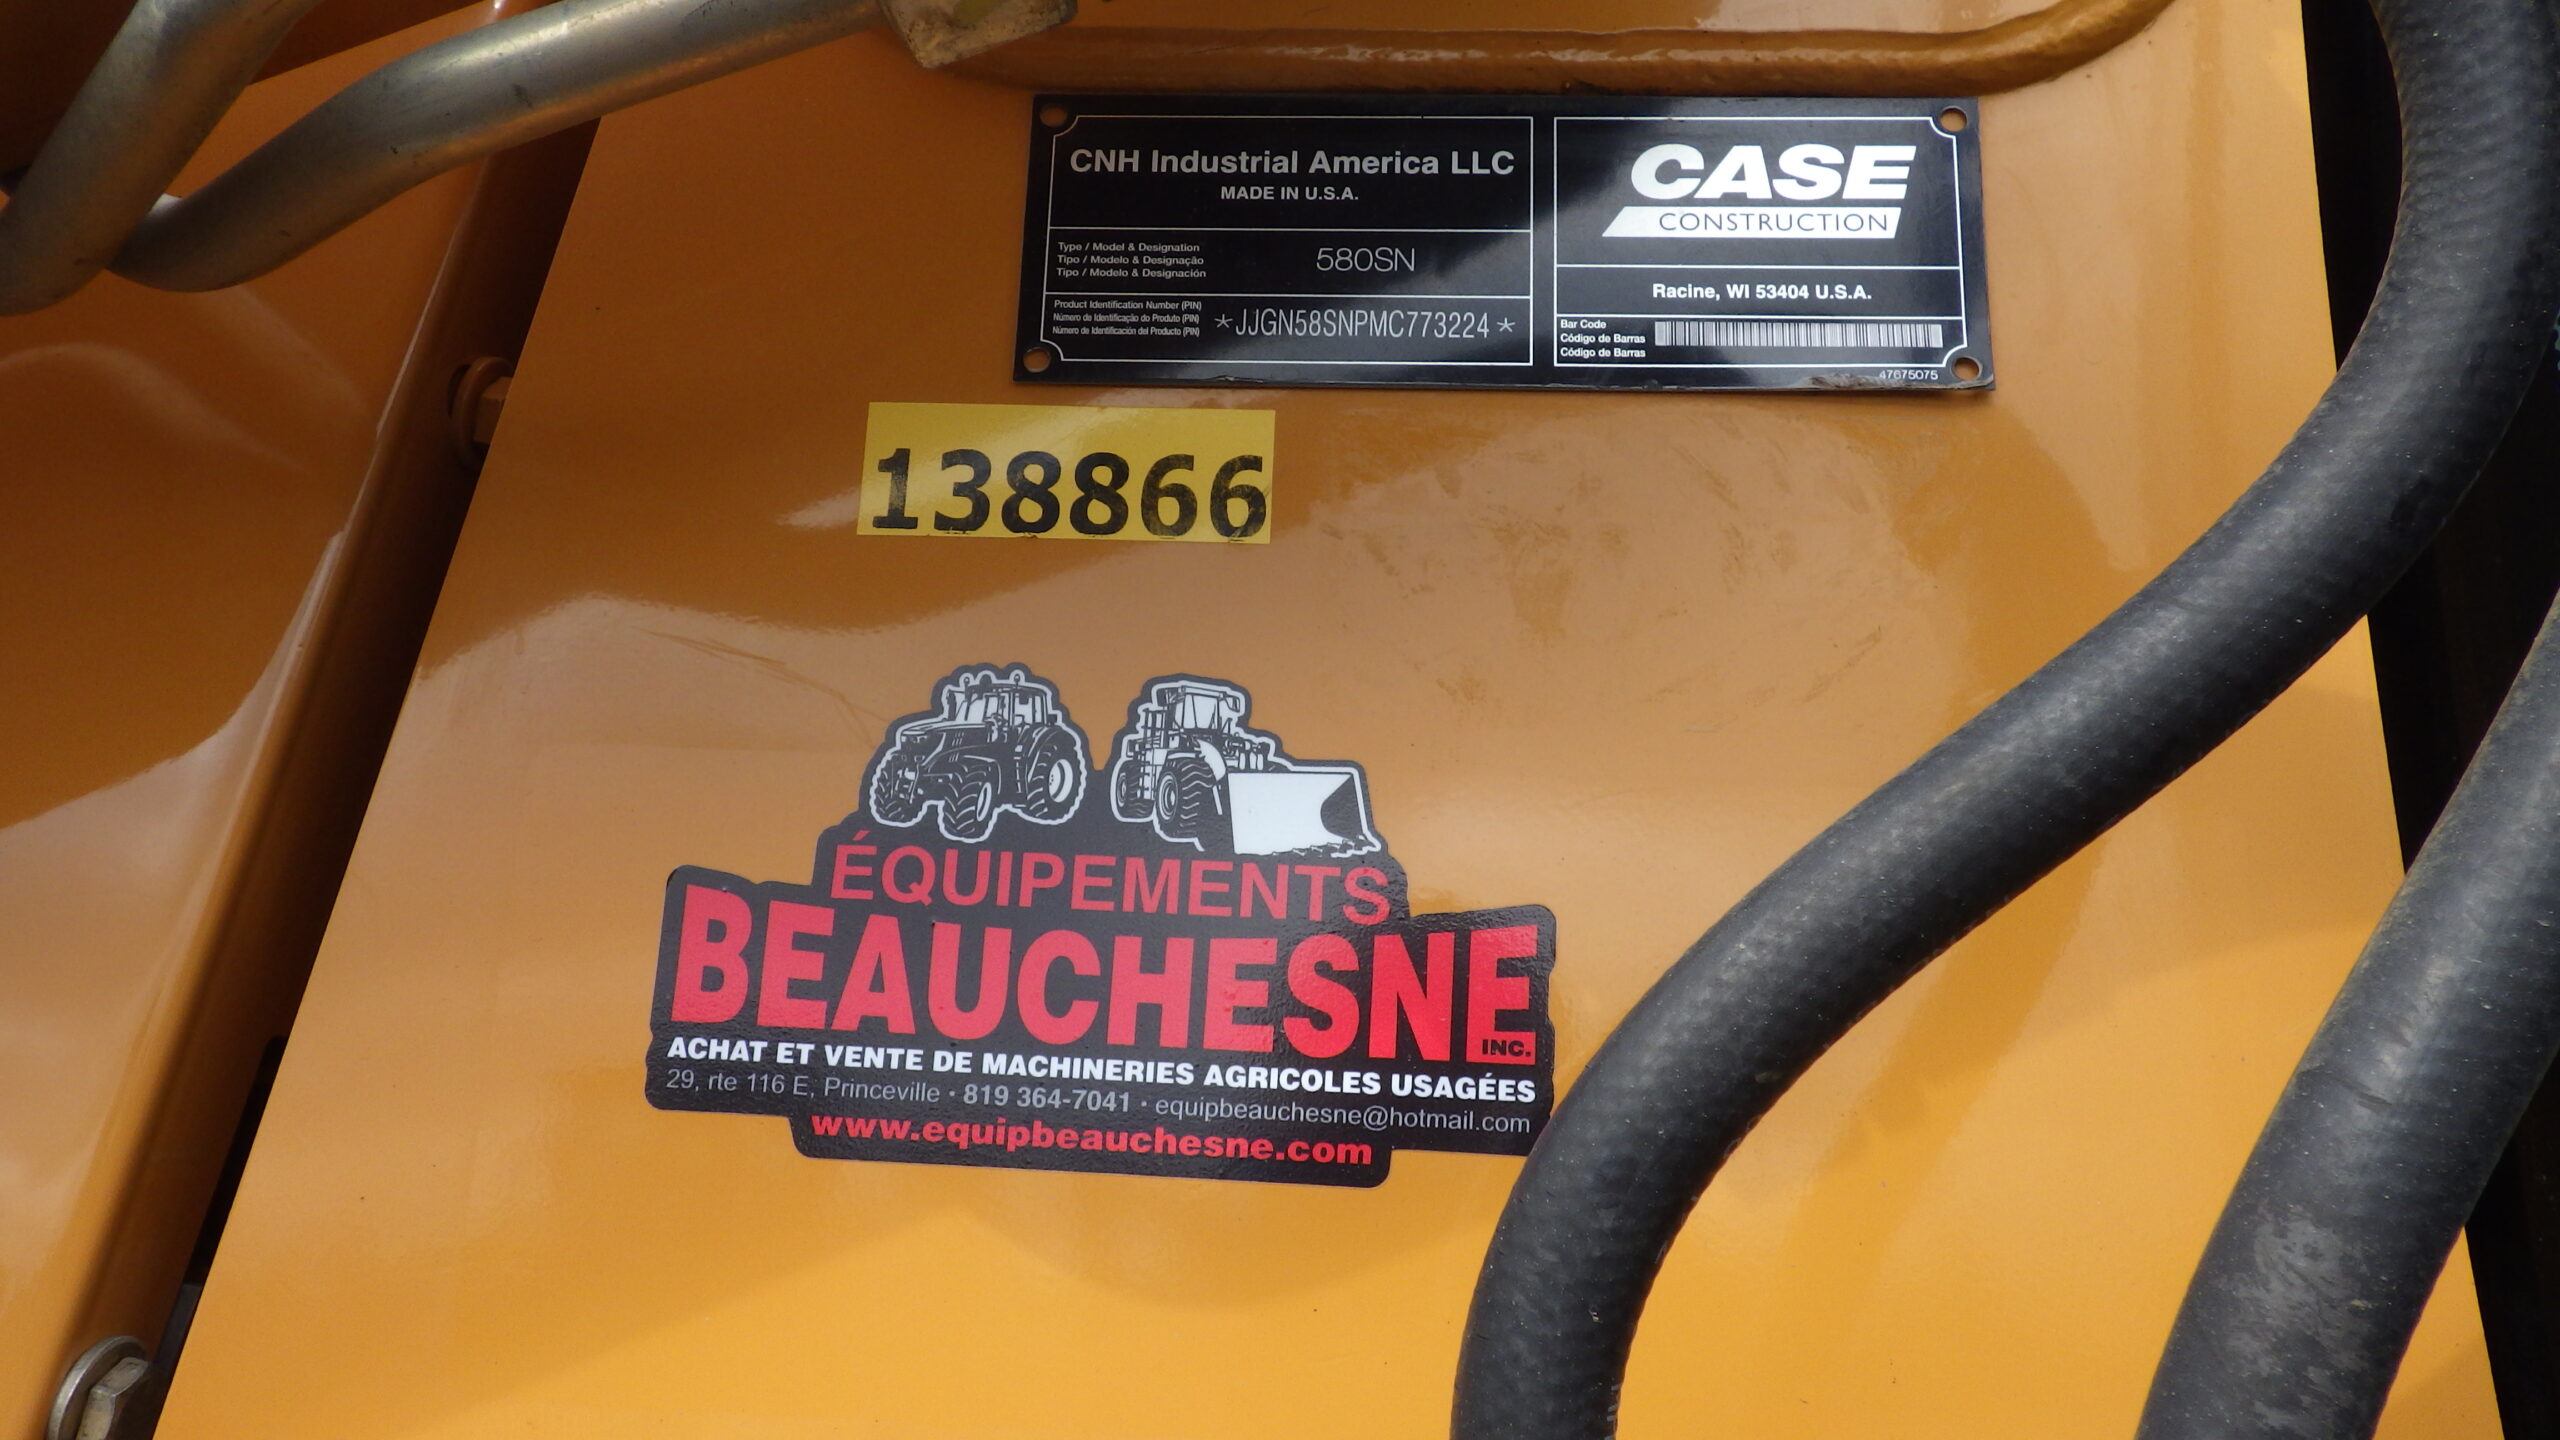 CNH Industrial America LLC
MADE IN U.S.A.
Type / Model & Designation
Tipo / Modelo & Designação
Tipo / Modelo & Designación
580SN
Product Identification Number (PIN)
Número de Identificação do Produto (PIN)
Número de Identificación del Producto (PIN)
*JJGN58SNPMC773224*
CASE
CONSTRUCTION
Racine, WI 53404 U.S.A.
Bar Code
Código de Barras
Código de Barras
47675075
138866
ÉQUIPEMENTS
BEAUCHESNE
INC.
ACHAT ET VENTE DE MACHINERIES AGRICOLES USAGÉES
29, rte 116 E, Princeville • 819 364-7041 • equipbeauchesne@hotmail.com
www.equipbeauchesne.com